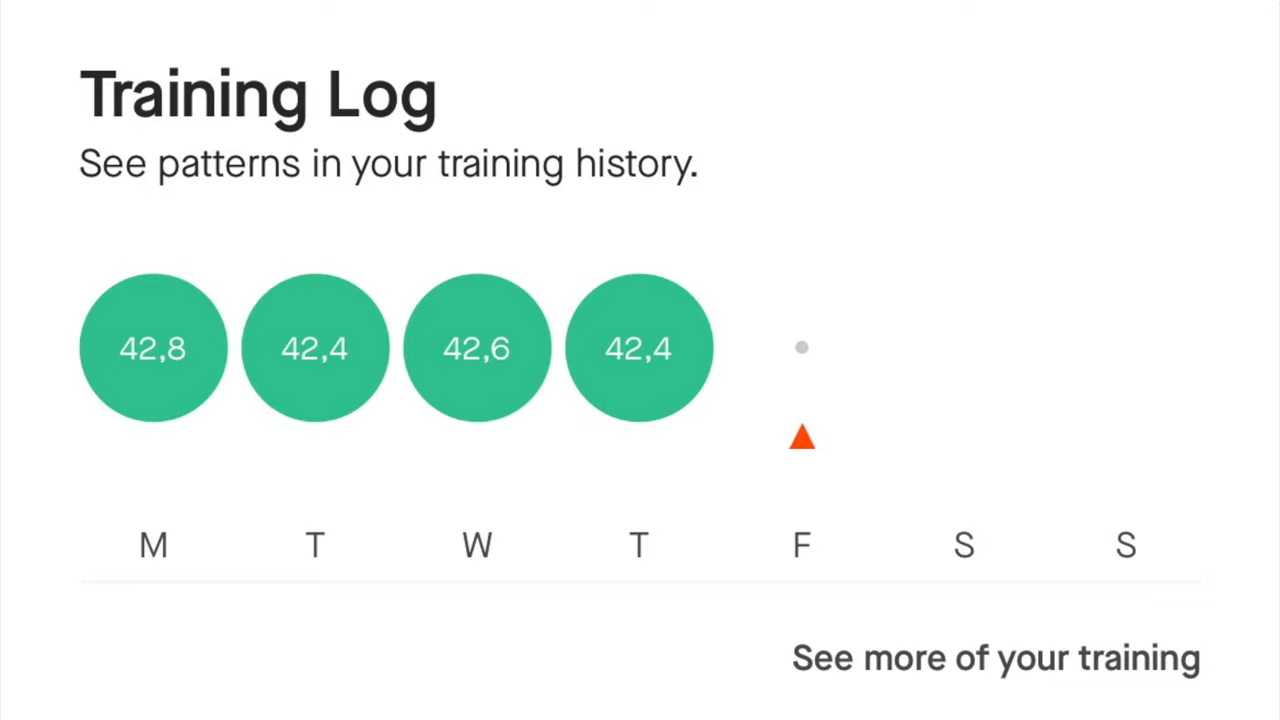 Training Log
See patterns in your training history.
42,8 42,4 42,6 42,4
M T W T F S S
See more of your training